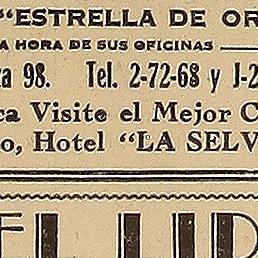 "ESTRELLA DE OR
A HORA DE SUS OFICINAS
a 98. Tel. 2-72-68 y J-2
ca Visite el Mejor C
o, Hotel "LA SELV